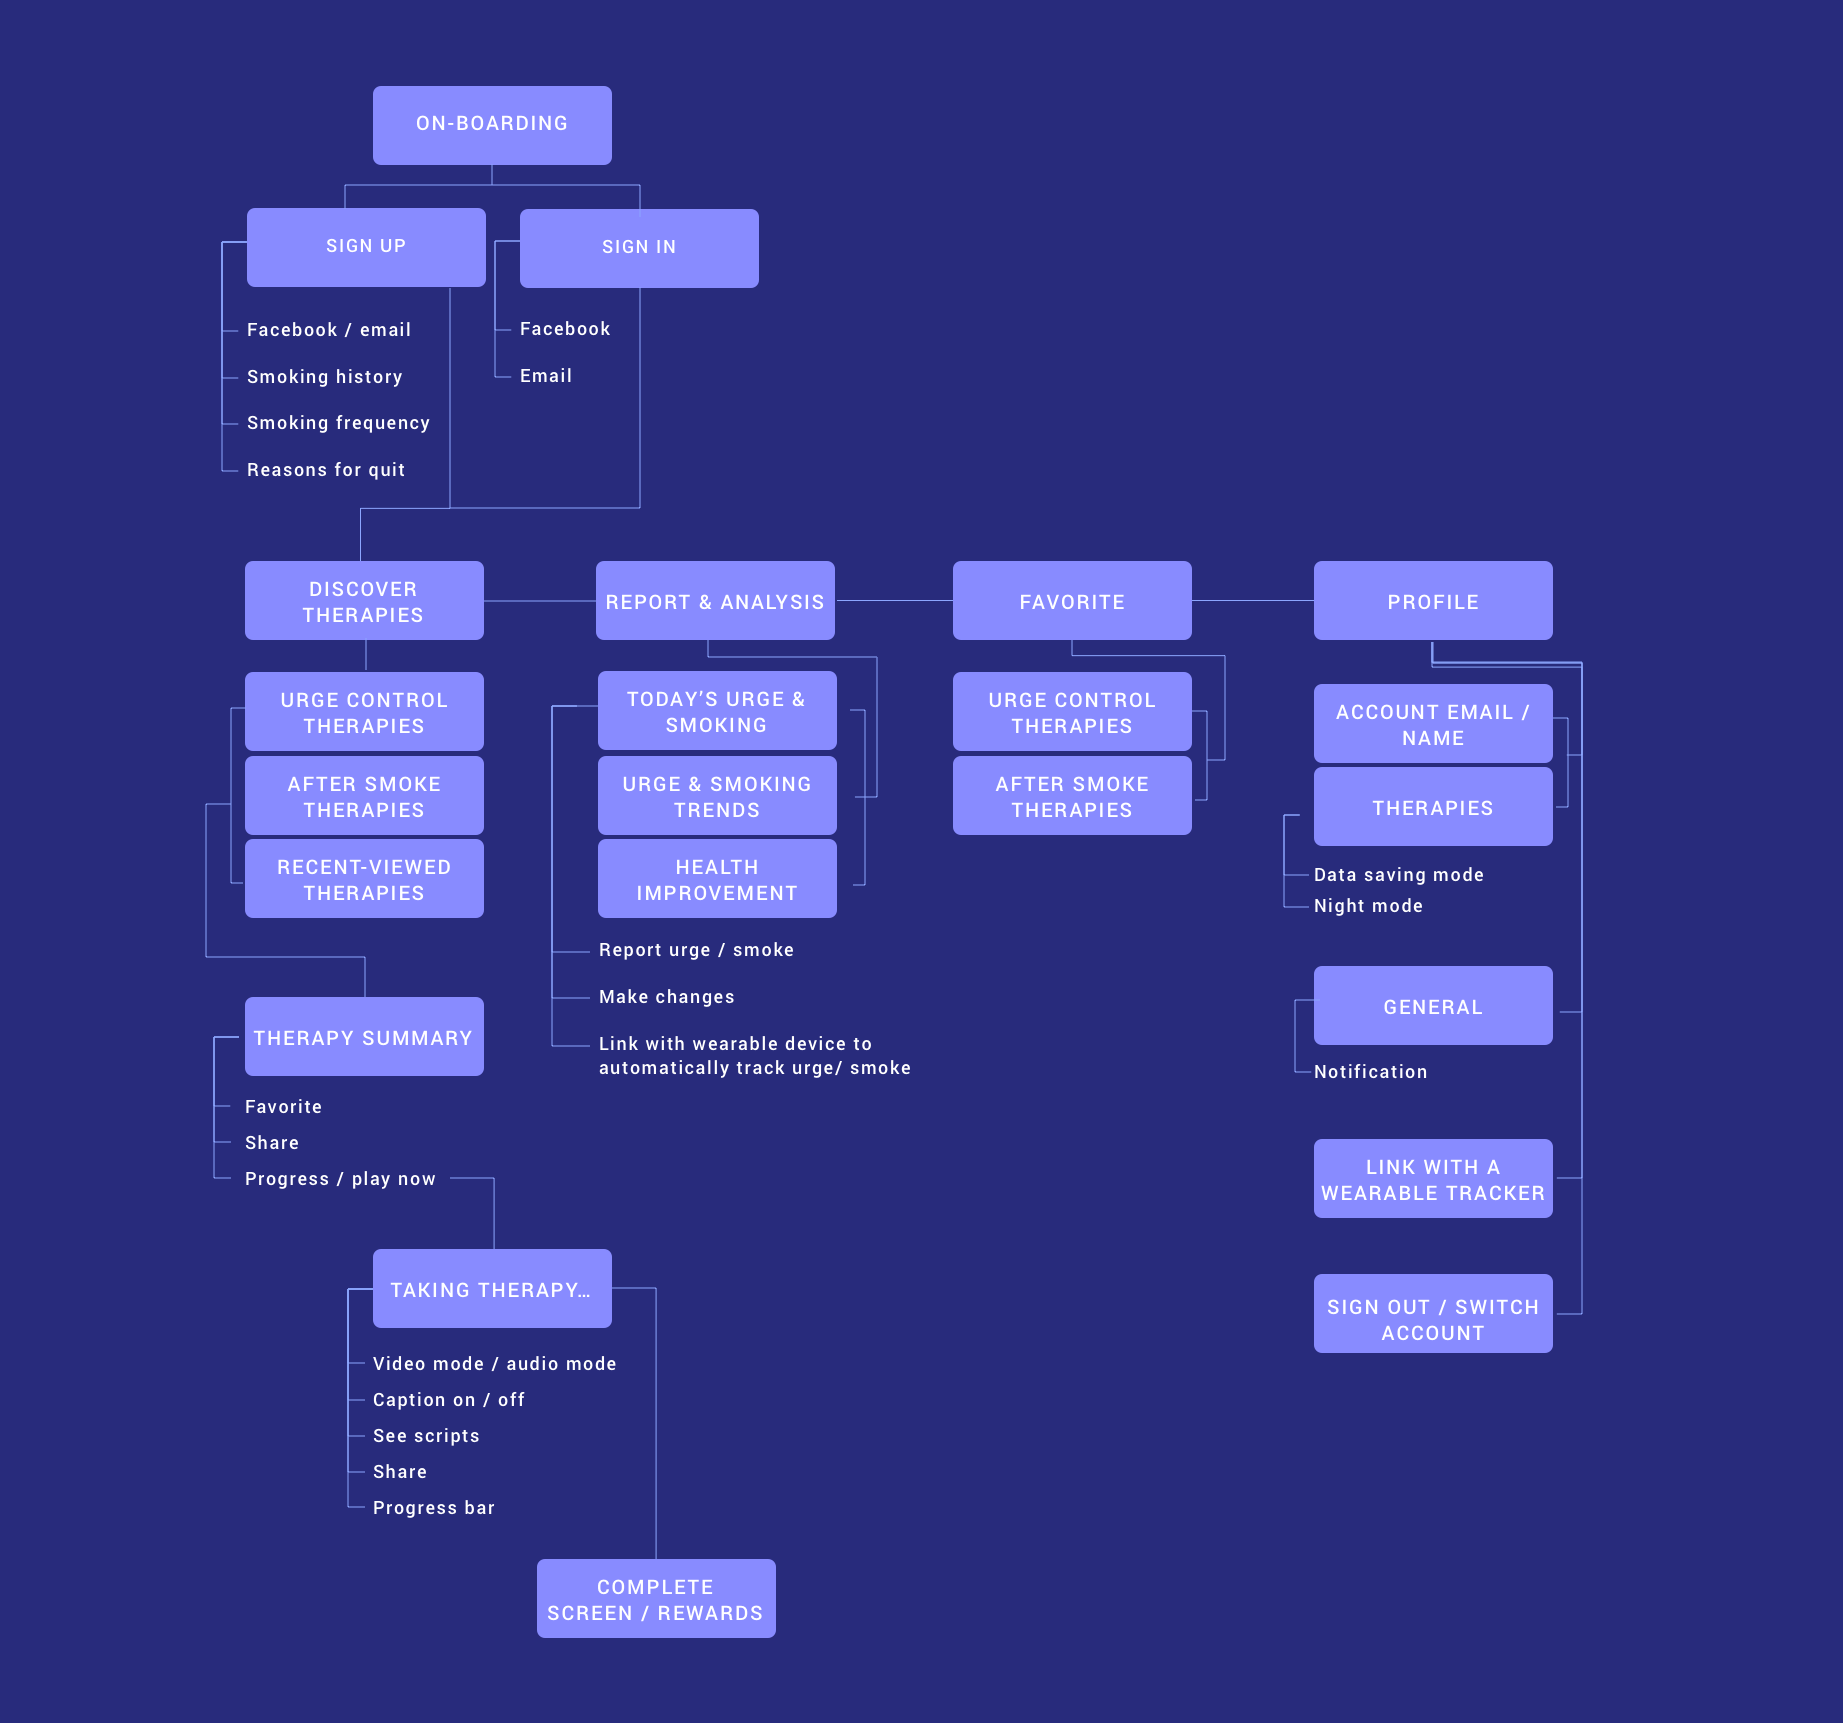 ON-BOARDING
SIGN UP
SIGN IN
Facebook / email
Smoking history
Smoking frequency
Reasons for quit
Facebook
Email
DISCOVER
THERAPIES
REPORT & ANALYSIS
FAVORITE
PROFILE
URGE CONTROL
THERAPIES
AFTER SMOKE
THERAPIES
RECENT-VIEWED
THERAPIES
THERAPY SUMMARY
Favorite
Share
Progress / play now
TAKING THERAPY…
Video mode / audio mode
Caption on / off
See scripts
Share
Progress bar
COMPLETE
SCREEN / REWARDS
TODAY’S URGE &
SMOKING
URGE & SMOKING
TRENDS
HEALTH
IMPROVEMENT
Report urge / smoke
Make changes
Link with wearable device to
automatically track urge/ smoke
URGE CONTROL
THERAPIES
AFTER SMOKE
THERAPIES
ACCOUNT EMAIL /
NAME
THERAPIES
Data saving mode
Night mode
GENERAL
Notification
LINK WITH A
WEARABLE TRACKER
SIGN OUT / SWITCH
ACCOUNT